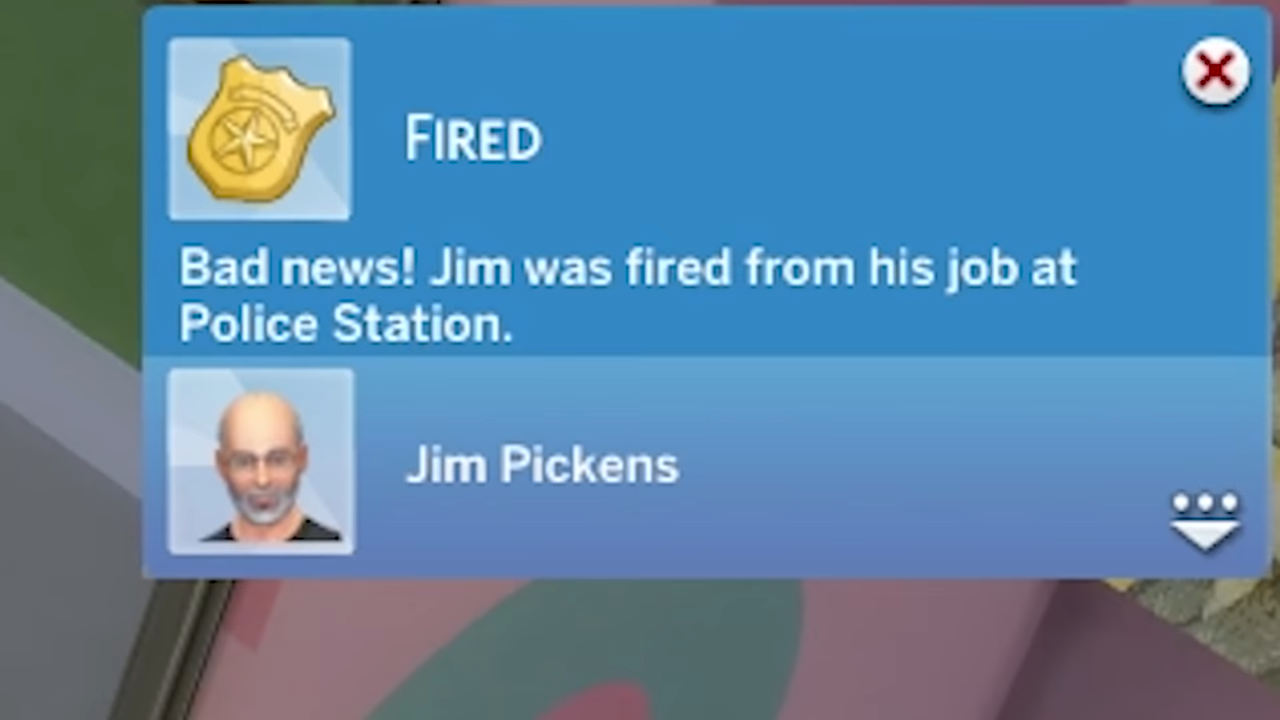 FIRED
Bad news! Jim was fired from his job at
Police Station.
Jim Pickens